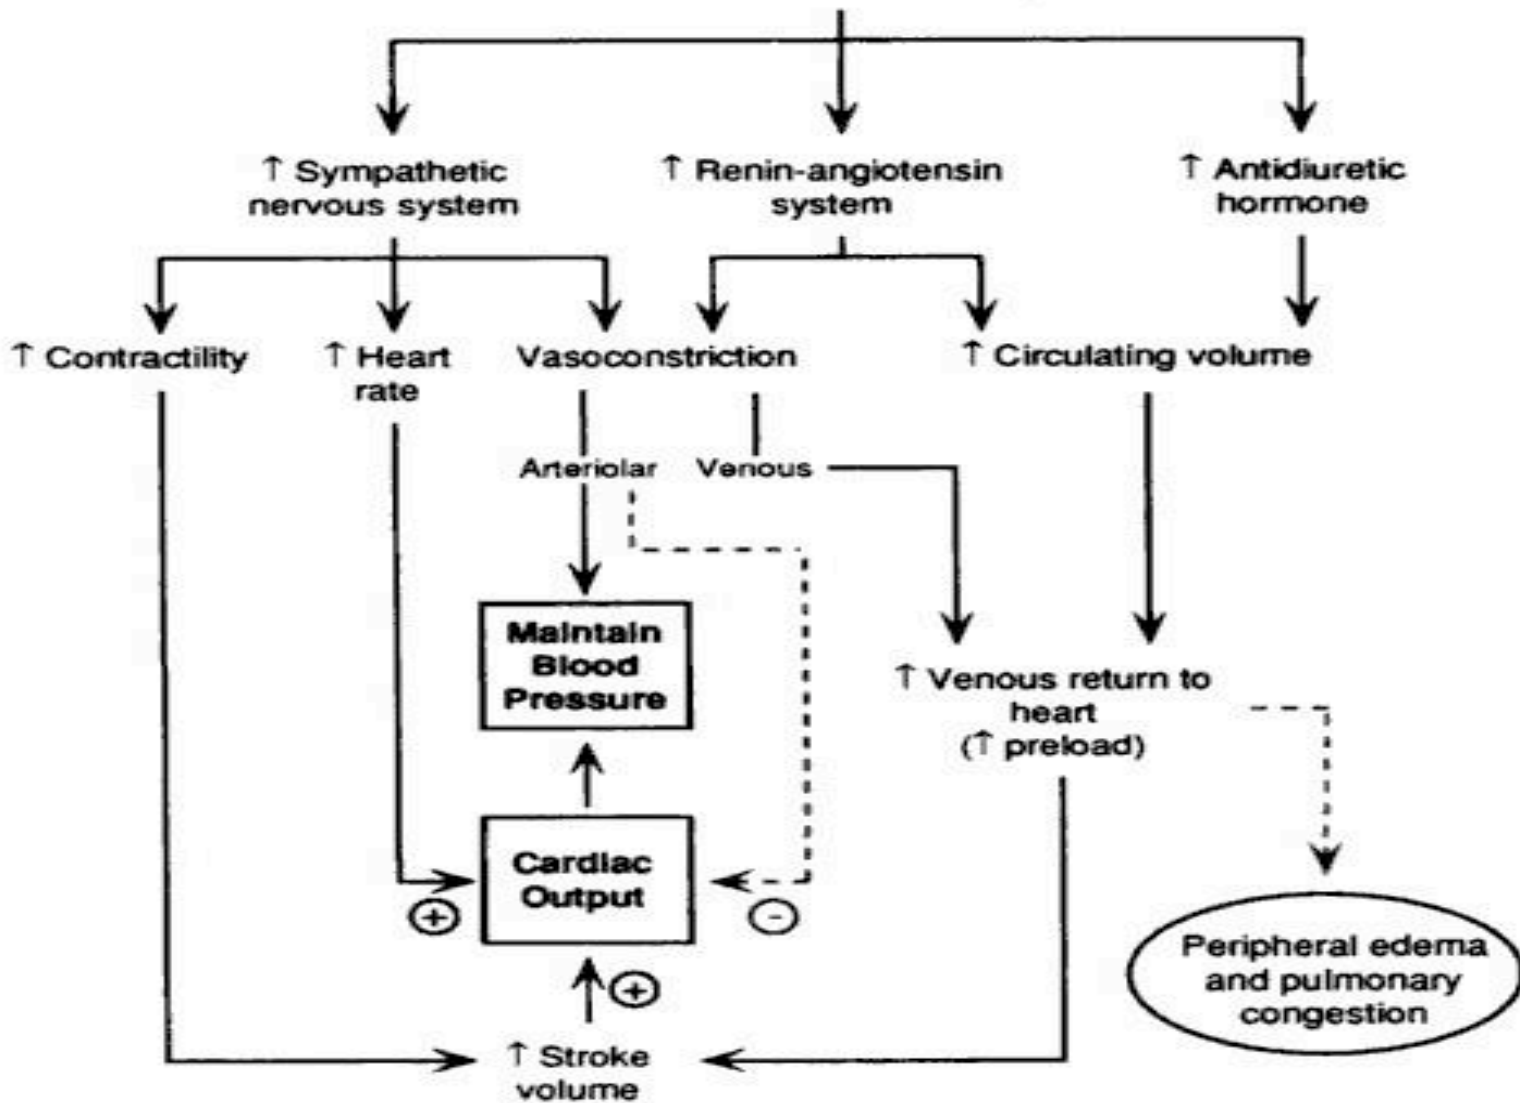 ↑ Sympathetic
nervous system
↑ Renin-angiotensin
system
↑ Antidiuretic
hormone
↑ Contractility
↑ Heart
rate
Vasoconstriction
↑ Circulating volume
Arteriolar
Venous
Maintain
Blood
Pressure
↑ Venous return to
heart
(↑ preload)
Cardiac
Output
+
-
Peripheral edema
and pulmonary
congestion
+
↑ Stroke
volume